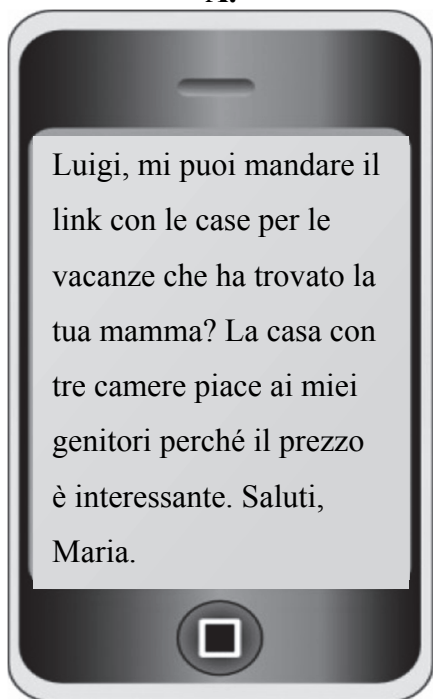 Luigi, mi puoi mandare il
link con le case per le
vacanze che ha trovato la
tua mamma? La casa con
tre camere piace ai miei
genitori perché il prezzo
è interessante. Saluti,
Maria.